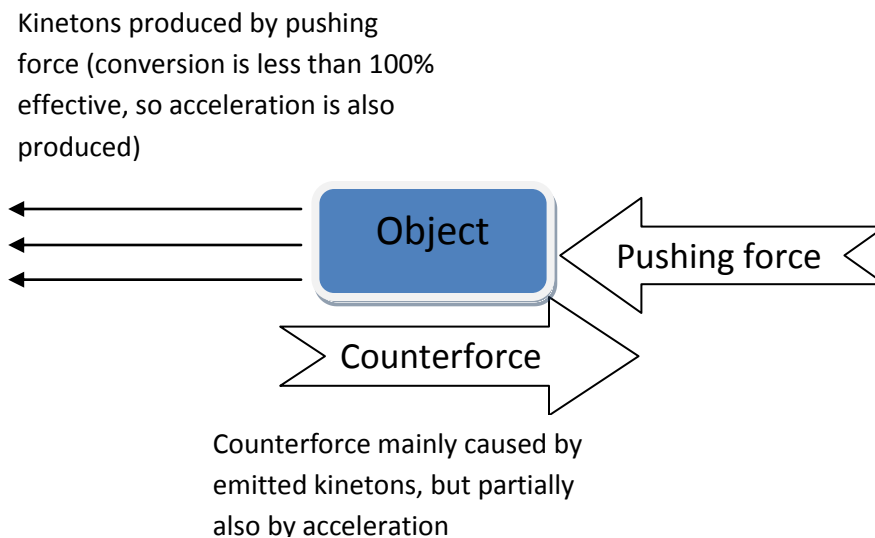 Kinetons produced by pushing
force (conversion is less than 100%
effective, so acceleration is also
produced)
Object
Pushing force
Counterforce
Counterforce mainly caused by
emitted kinetons, but partially
also by acceleration